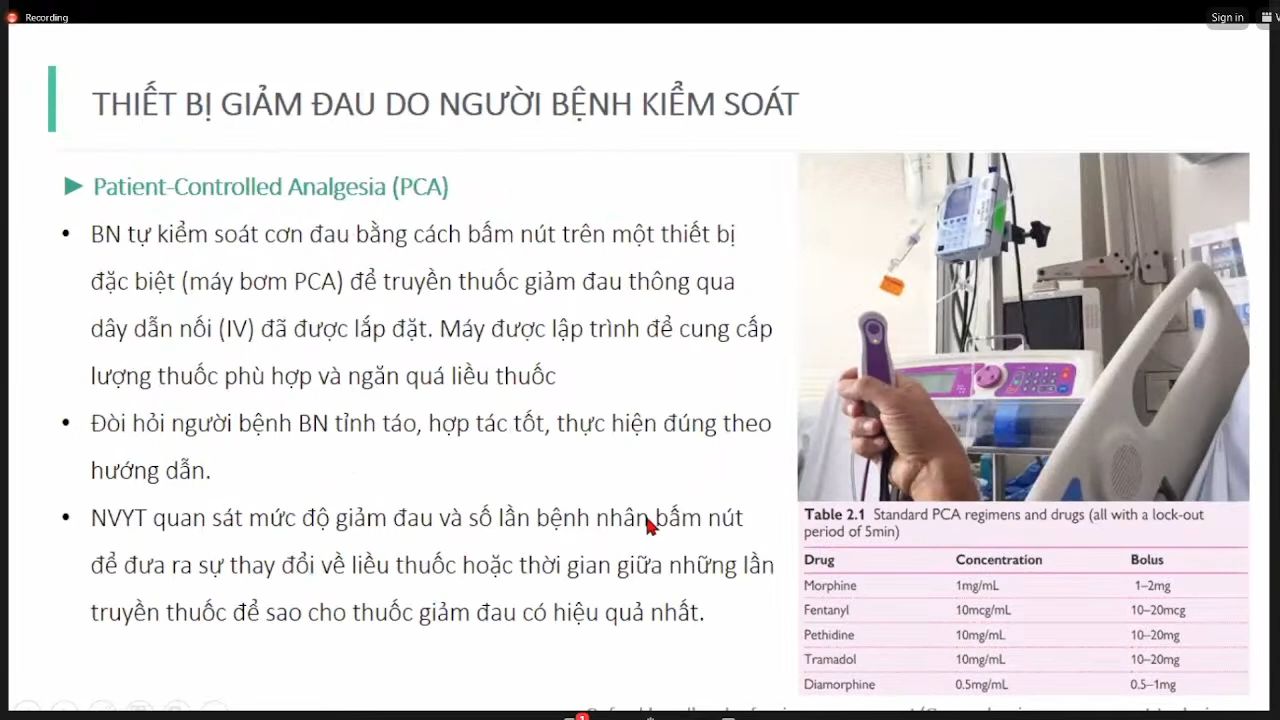 Recording
Sign in
THIẾT BỊ GIẢM ĐAU DO NGƯỜI BỆNH KIỂM SOÁT
Patient-Controlled Analgesia (PCA)
• BN tự kiểm soát cơn đau bằng cách bấm nút trên một thiết bị
đặc biệt (máy bơm PCA) để truyền thuốc giảm đau thông qua
dây dẫn nối (IV) đã được lắp đặt. Máy được lập trình để cung cấp
lượng thuốc phù hợp và ngăn quá liều thuốc
• Đòi hỏi người bệnh BN tỉnh táo, hợp tác tốt, thực hiện đúng theo
hướng dẫn.
• NVYT quan sát mức độ giảm đau và số lần bệnh nhân bấm nút
để đưa ra sự thay đổi về liều thuốc hoặc thời gian giữa những lần
truyền thuốc để sao cho thuốc giảm đau có hiệu quả nhất.
Table 2.1 Standard PCA regimens and drugs (all with a lock-out
period of 5min)
Drug Concentration Bolus
Morphine 1mg/mL 1–2mg
Fentanyl 10mcg/mL 10–20mcg
Pethidine 10mg/mL 10–20mg
Tramadol 10mg/mL 10–20mg
Diamorphine 0.5mg/mL 0.5–1mg